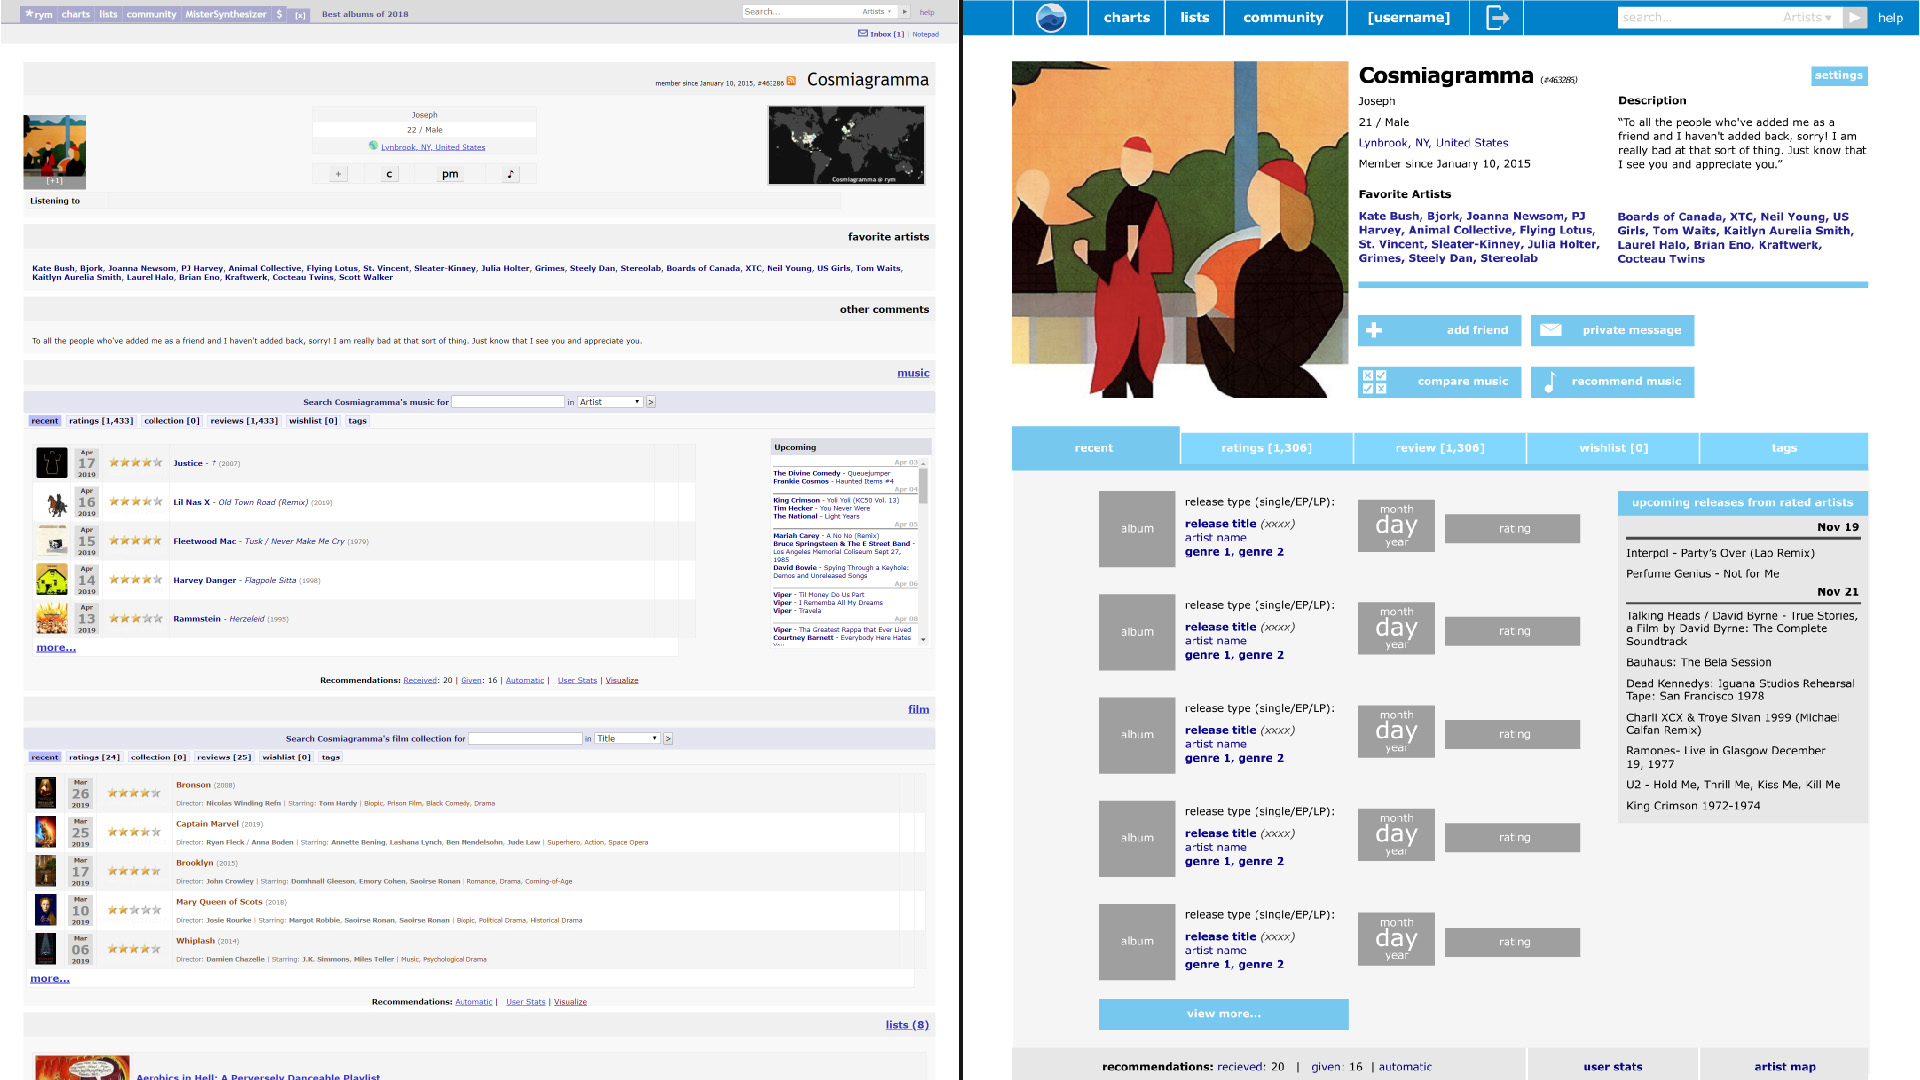 *rym charts lists community MisterSynthesizer $ [x] Best albums of 2018
Search... Artists help
Inbox [1] | Notepad
member since January 10, 2015, #463286 Cosmiagramma
Joseph
22 / Male
Lynbrook, NY, United States
[+1]
+ c pm ♪
Cosmiagramma @ rym
Listening to
favorite artists
Kate Bush, Bjork, Joanna Newsom, PJ Harvey, Animal Collective, Flying Lotus, St. Vincent, Sleater-Kinney, Julia Holter, Grimes, Steely Dan, Stereolab, Boards of Canada, XTC, Neil Young, US Girls, Tom Waits,
Kaitlyn Aurelia Smith, Laurel Halo, Brian Eno, Kraftwerk, Cocteau Twins, Scott Walker
other comments
To all the people who've added me as a friend and I haven't added back, sorry! I am really bad at that sort of thing. Just know that I see you and appreciate you.
music
Search Cosmiagramma's music for in Artist >
recent ratings [1,433] collection [0] reviews [1,433] wishlist [0] tags
Apr 17 2019 Justice - † (2007)
Apr 16 2019 Lil Nas X - Old Town Road (Remix) (2019)
Apr 15 2019 Fleetwood Mac - Tusk / Never Make Me Cry (1979)
Apr 14 2019 Harvey Danger - Flagpole Sitta (1998)
Apr 13 2019 Rammstein - Herzeleid (1995)
more...
Upcoming
Apr 03
The Divine Comedy - Queuejumper
Frankie Cosmos - Haunted Items #4
Apr 04
King Crimson - Yoli Yoli (KC50 Vol. 13)
Tim Hecker - You Never Were
The National - Light Years
Apr 05
Mariah Carey - A No No (Remix)
Bruce Springsteen & The E Street Band -
Los Angeles Memorial Coliseum Sept 27,
1985
David Bowie - Spying Through a Keyhole:
Demos and Unreleased Songs
Apr 06
Viper - Til Money Do Us Part
Viper - I Rememba All My Dreams
Viper - Travela
Apr 08
Viper - Tha Greatest Rappa that Ever Lived
Courtney Barnett - Everybody Here Hates
You
Recommendations: Received: 20 | Given: 16 | Automatic | User Stats | Visualize
film
Search Cosmiagramma's film collection for in Title >
recent ratings [24] collection [0] reviews [25] wishlist [0] tags
Mar 26 2019 Bronson (2008)
Director: Nicolas Winding Refn | Starring: Tom Hardy | Biopic, Prison Film, Black Comedy, Drama
Mar 25 2019 Captain Marvel (2019)
Director: Ryan Fleck / Anna Boden | Starring: Annette Bening, Lashana Lynch, Ben Mendelsohn, Jude Law | Superhero, Action, Space Opera
Mar 17 2019 Brooklyn (2015)
Director: John Crowley | Starring: Domhnall Gleeson, Emory Cohen, Saoirse Ronan | Romance, Drama, Coming-of-Age
Mar 10 2019 Mary Queen of Scots (2018)
Director: Josie Rourke | Starring: Margot Robbie, Saoirse Ronan, Saoirse Ronan | Biopic, Political Drama, Historical Drama
Mar 06 2019 Whiplash (2014)
Director: Damien Chazelle | Starring: J.K. Simmons, Miles Teller | Music, Psychological Drama
more...
Recommendations: Automatic | User Stats | Visualize
lists (8)
Aerobics in Hell: A Perversely Danceable Playlist
charts lists community [username] search... Artists help
Cosmiagramma (#463286)
settings
Joseph
21 / Male
Lynbrook, NY, United States
Member since January 10, 2015
Description
“To all the people who've added me as a
friend and I haven't added back, sorry! I am
really bad at that sort of thing. Just know that
I see you and appreciate you.”
Favorite Artists
Kate Bush, Bjork, Joanna Newsom, PJ
Harvey, Animal Collective, Flying Lotus,
St. Vincent, Sleater-Kinney, Julia Holter,
Grimes, Steely Dan, Stereolab
Boards of Canada, XTC, Neil Young, US
Girls, Tom Waits, Kaitlyn Aurelia Smith,
Laurel Halo, Brian Eno, Kraftwerk,
Cocteau Twins
add friend private message
compare music recommend music
recent ratings [1,306] review [1,306] wishlist [0] tags
album
release type (single/EP/LP):
release title (xxxx)
artist name
genre 1, genre 2
month
day
year
rating
album
release type (single/EP/LP):
release title (xxxx)
artist name
genre 1, genre 2
month
day
year
rating
album
release type (single/EP/LP):
release title (xxxx)
artist name
genre 1, genre 2
month
day
year
rating
album
release type (single/EP/LP):
release title (xxxx)
artist name
genre 1, genre 2
month
day
year
rating
album
release type (single/EP/LP):
release title (xxxx)
artist name
genre 1, genre 2
month
day
year
rating
view more...
upcoming releases from rated artists
Nov 19
Interpol - Party's Over (Lao Remix)
Perfume Genius - Not for Me
Nov 21
Talking Heads / David Byrne - True Stories,
a Film by David Byrne: The Complete
Soundtrack
Bauhaus: The Bela Session
Dead Kennedys: Iguana Studios Rehearsal
Tape: San Francisco 1978
Charli XCX & Troye Sivan 1999 (Michael
Calfan Remix)
Ramones- Live in Glasgow December
19, 1977
U2 - Hold Me, Thrill Me, Kiss Me, Kill Me
King Crimson 1972-1974
recommendations: recieved: 20 | given: 16 | automatic user stats artist map